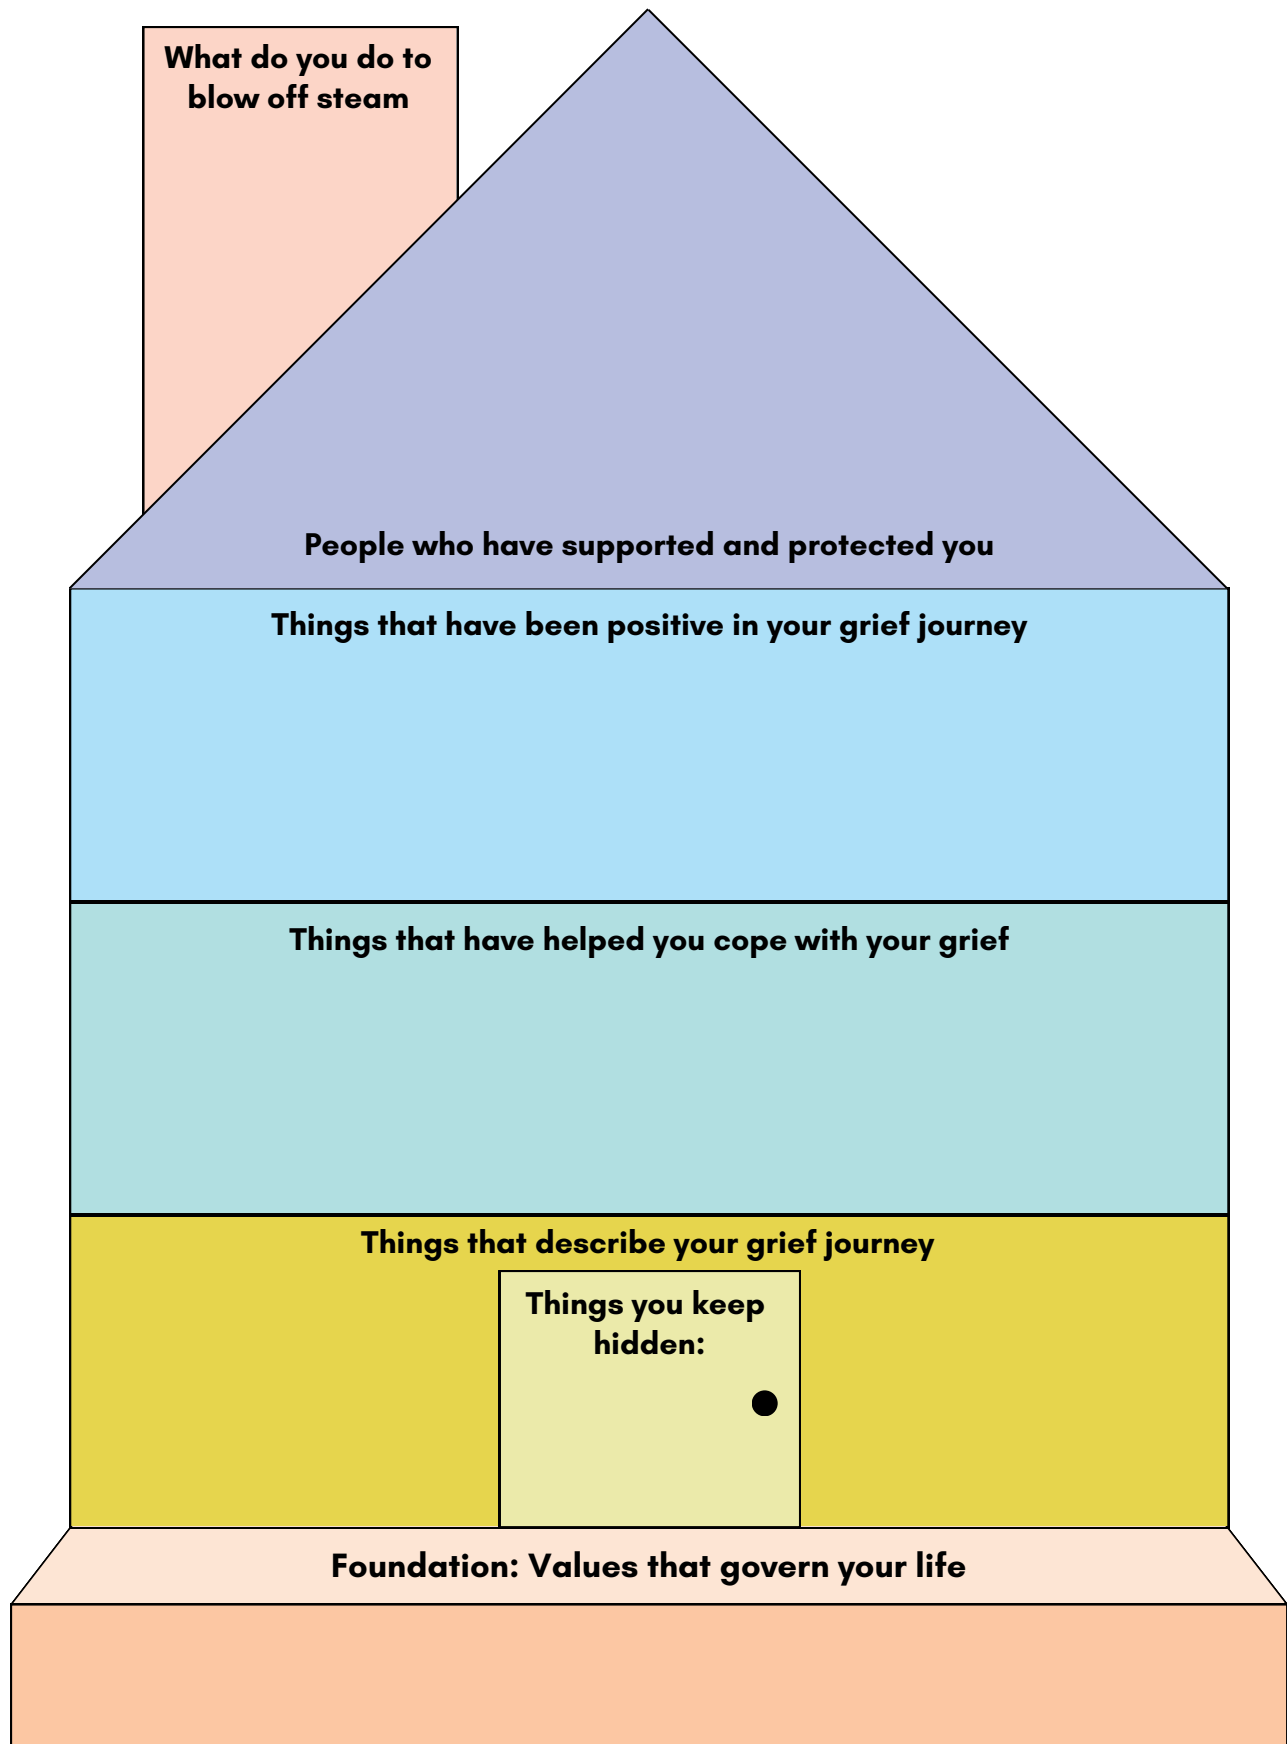 What do you do to
blow off steam
People who have supported and protected you
Things that have been positive in your grief journey
Things that have helped you cope with your grief
Things that describe your grief journey
Things you keep
hidden:
Foundation: Values that govern your life